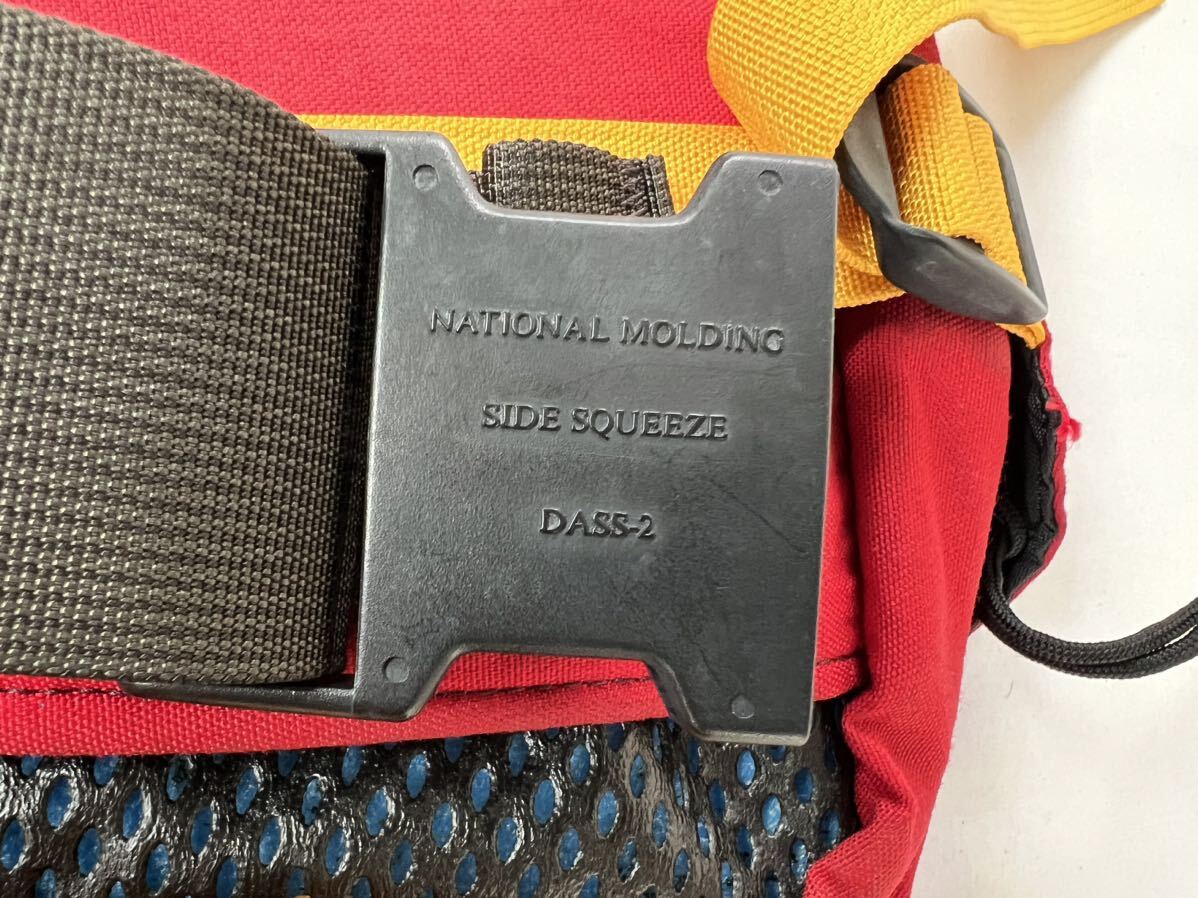 NATIONAL MOLDING
SIDE SQUEEZE
DASS-2